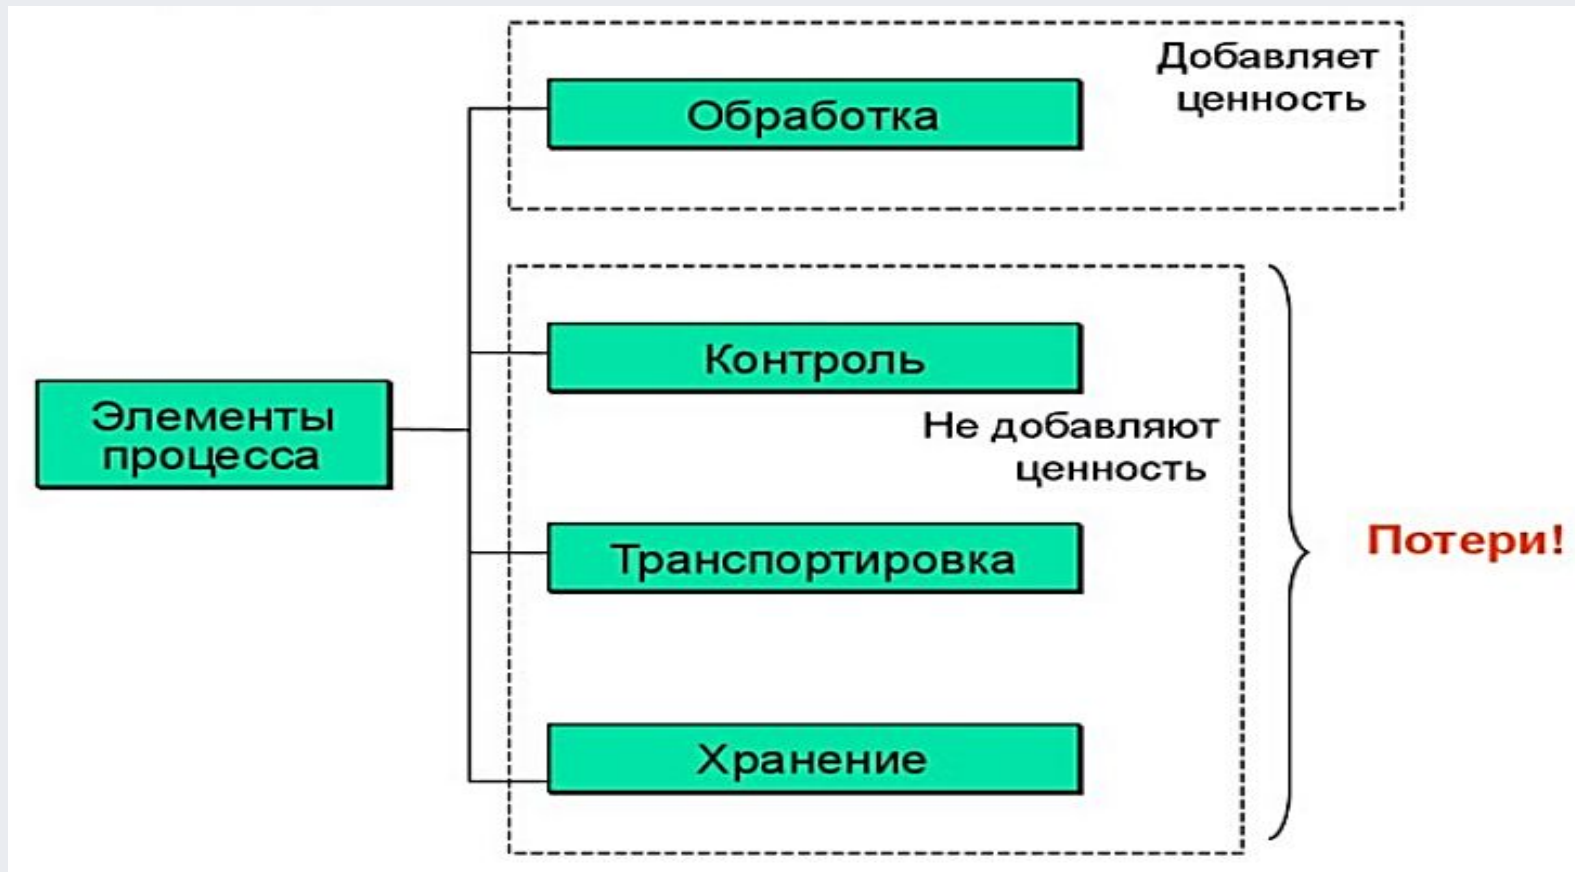 Добавляет
ценность
Обработка
Контроль
Элементы
процесса
Не добавляют
ценность
Потери!
Транспортировка
Хранение